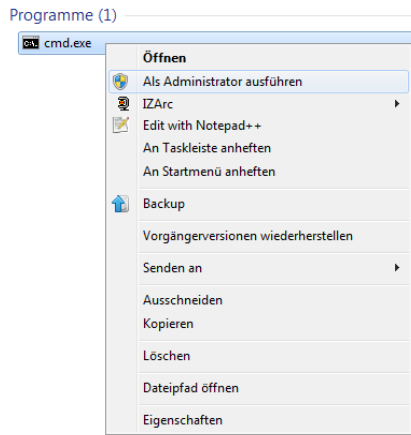 Programme (1)
cmd.exe
Öffnen
Als Administrator ausführen
IZArc
Edit with Notepad++
An Taskleiste anheften
An Startmenü anheften
Backup
Vorgängerversionen wiederherstellen
Senden an
Ausschneiden
Kopieren
Löschen
Dateipfad öffnen
Eigenschaften